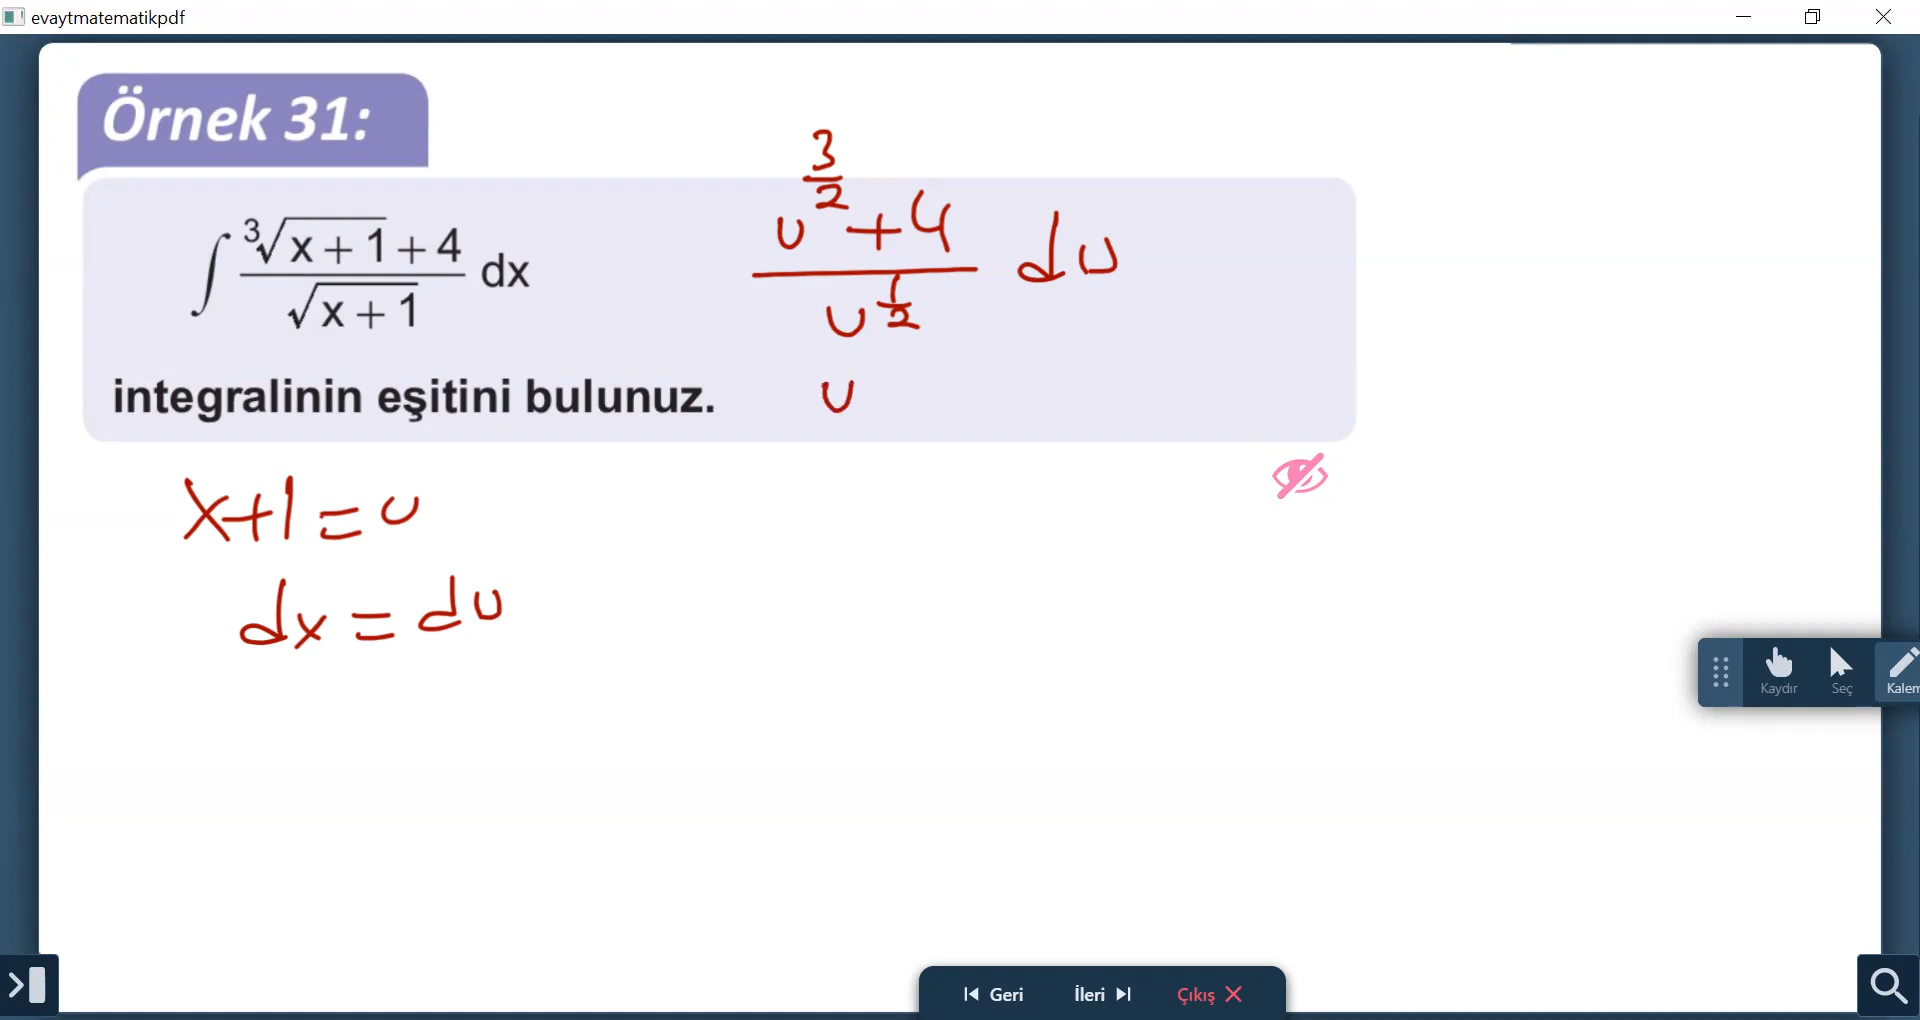 evaytmatematikpdf
Örnek 31:
∫ (∛(x + 1) + 4) / √(x + 1) dx
integralinin eşitini bulunuz.
(u^(3/2) + 4) / u^(1/2) du
u
x+1=u
dx=du
Kaydır
Seç
Kalem
Geri
İleri
Çıkış